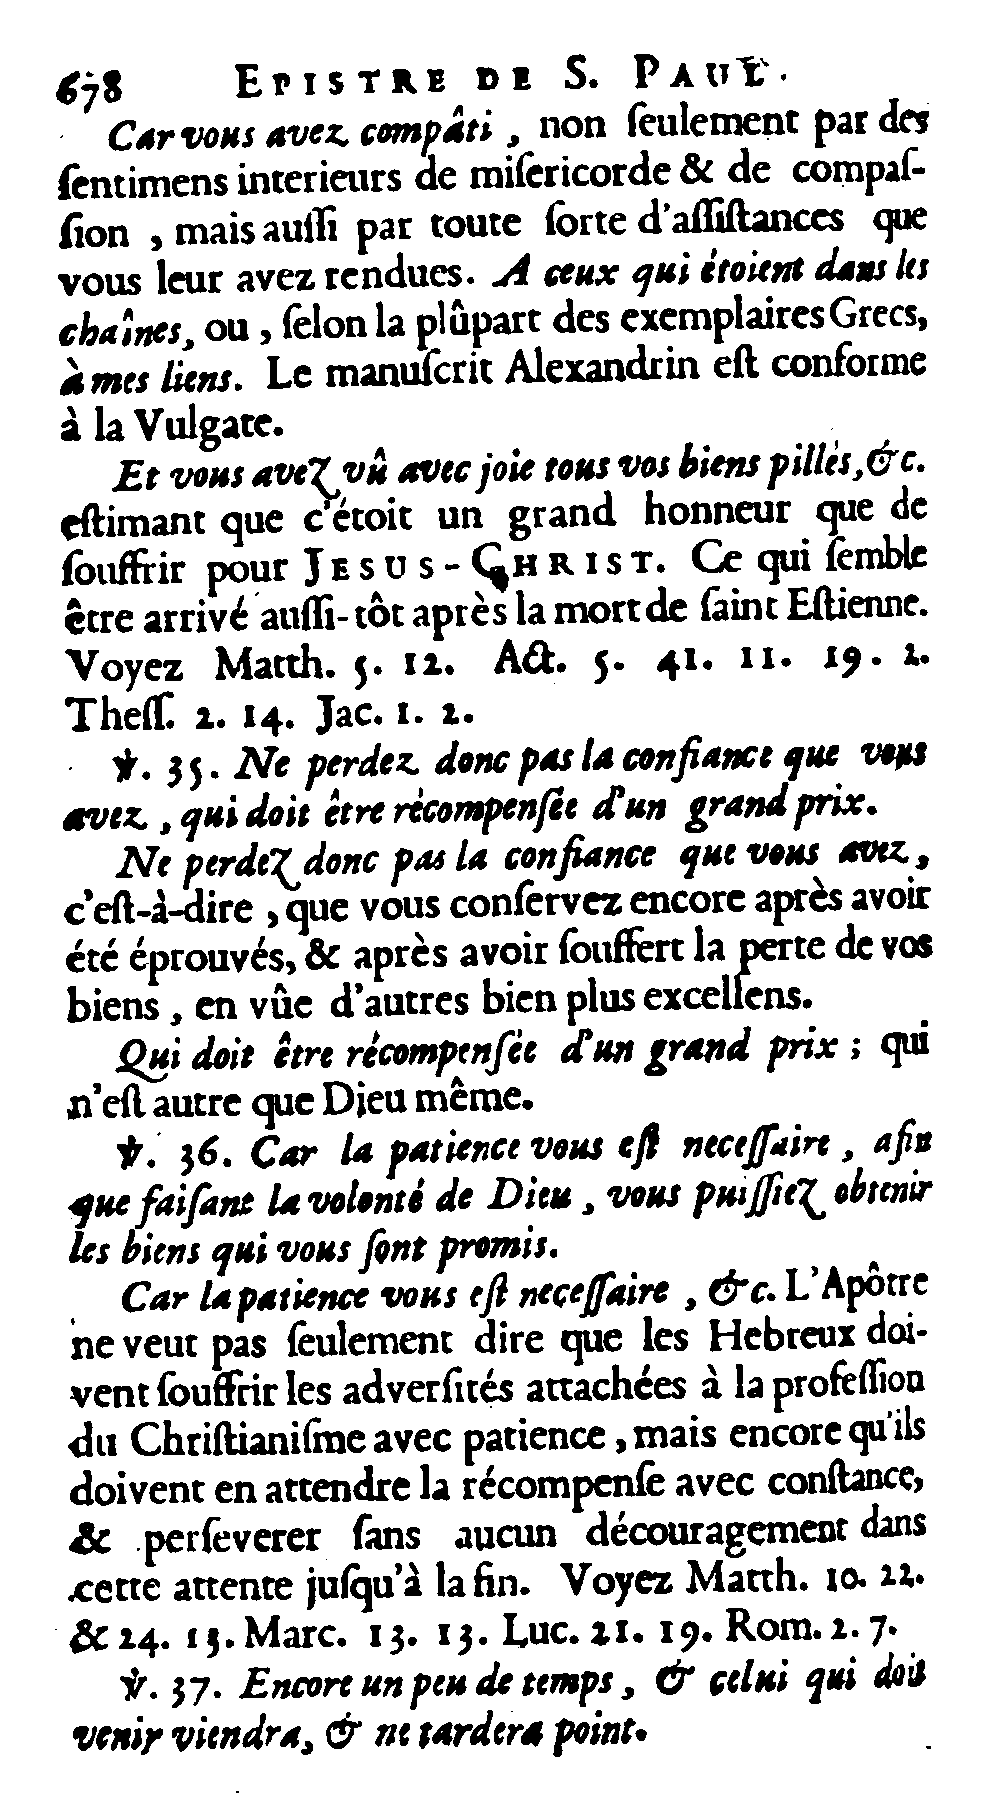 678 EPISTRE DE S. PAUL.
Car vous avez compâti, non ſeulement par des
ſentimens interieurs de miſericorde & de compaſ-
ſion, mais auſſi par toute ſorte d'aſſiſtances que
vous leur avez rendues. A ceux qui étoient dans les
chaînes, ou, ſelon la plûpart des exemplaires Grecs,
à mes liens. Le manuſcrit Alexandrin eſt conforme
à la Vulgate.
Et vous avez vû avec joie tous vos biens pillés, &c.
eſtimant que c'étoit un grand honneur que de
ſouffrir pour JESUS-CHRIST. Ce qui ſemble
être arrivé auſſi-tôt après la mort de ſaint Eſtienne.
Voyez Matth. 5. 12. Act. 5. 41. 11. 19. 2.
Theſſ. 2. 14. Jac. 1. 2.
℣. 35. Ne perdez donc pas la confiance que vous
avez, qui doit être récompenſée d'un grand prix.
Ne perdez donc pas la confiance que vous avez,
c'eſt-à-dire, que vous conſervez encore après avoir
été éprouvés, & après avoir ſouffert la perte de vos
biens, en vûe d'autres bien plus excellens.
Qui doit être récompenſée d'un grand prix; qui
n'eſt autre que Dieu même.
℣. 36. Car la patience vous eſt neceſſaire, afin
que faiſant la volonté de Dieu, vous puiſſiez obtenir
les biens qui vous ſont promis.
Car la patience vous eſt neceſſaire, &c. L'Apôtre
ne veut pas ſeulement dire que les Hebreux doi-
vent ſouffrir les adverſités attachées à la profeſſion
du Chriſtianiſme avec patience, mais encore qu'ils
doivent en attendre la récompenſe avec conſtance,
& perſeverer ſans aucun découragement dans
cette attente juſqu'à la fin. Voyez Matth. 10. 22.
& 24. 13. Marc. 13. 13. Luc. 21. 19. Rom. 2. 7.
℣. 37. Encore un peu de temps, & celui qui doit
venir viendra, & ne tardera point.